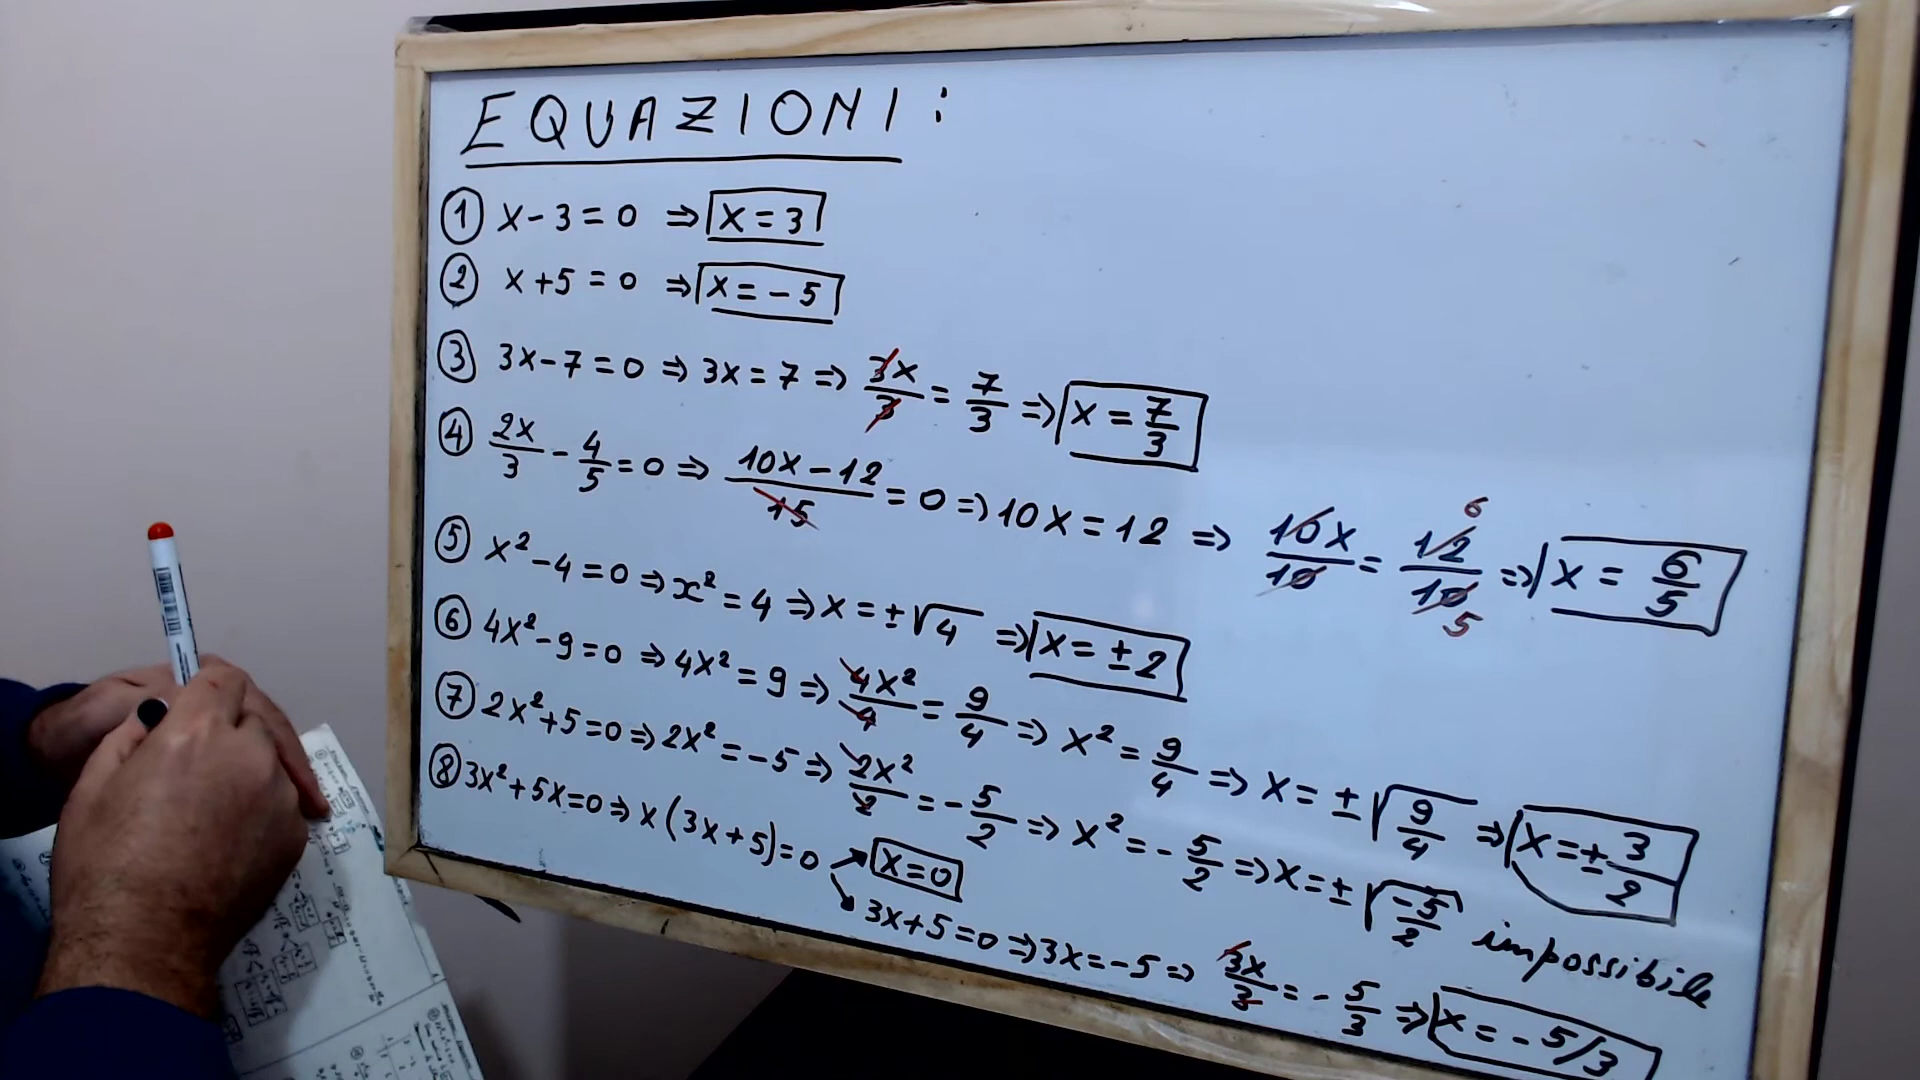 EQUAZIONI:
① x - 3 = 0 ⇒ x = 3
② x + 5 = 0 ⇒ x = - 5
③ 3x - 7 = 0 ⇒ 3x = 7 ⇒ 3x/3 = 7/3 ⇒ x = 7/3
④ 2x/3 - 4/5 = 0 ⇒ (10x - 12)/15 = 0 ⇒ 10x = 12 ⇒ 10x/10 = 12/10 6 5 ⇒ x = 6/5
⑤ x² - 4 = 0 ⇒ x² = 4 ⇒ x = ±√4 ⇒ x = ± 2
⑥ 4x² - 9 = 0 ⇒ 4x² = 9 ⇒ 4x²/4 = 9/4 ⇒ x² = 9/4 ⇒ x = ±√(9/4) ⇒ x = ± 3/2
⑦ 2x² + 5 = 0 ⇒ 2x² = -5 ⇒ 2x²/2 = - 5/2 ⇒ x² = - 5/2 ⇒ x = ±√(-5/2) impossibile
⑧ 3x² + 5x = 0 ⇒ x(3x + 5) = 0 ↗ x = 0
↘ 3x + 5 = 0 ⇒ 3x = -5 ⇒ 3x/3 = - 5/3 ⇒ x = - 5/3